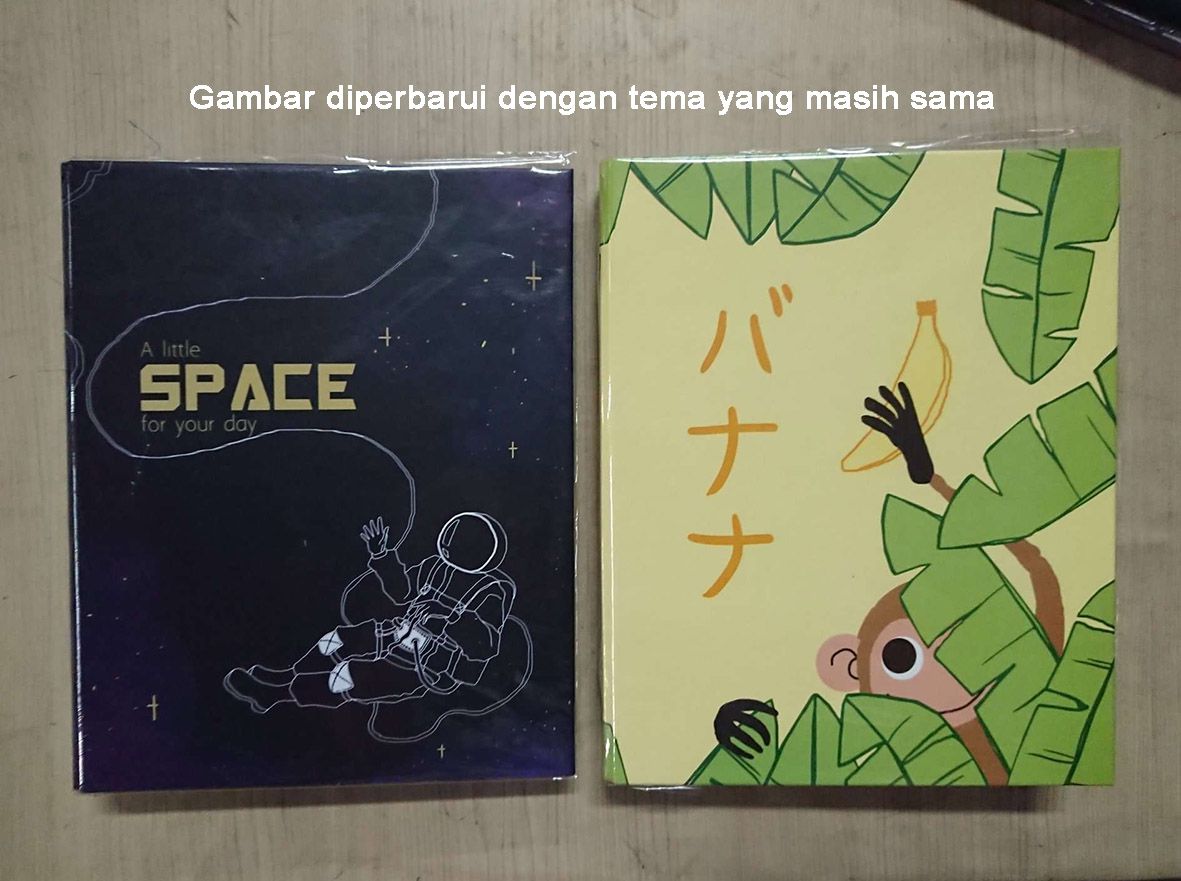 Gambar diperbarui dengan tema yang masih sama
A little
SPACE
for your day
バナナ